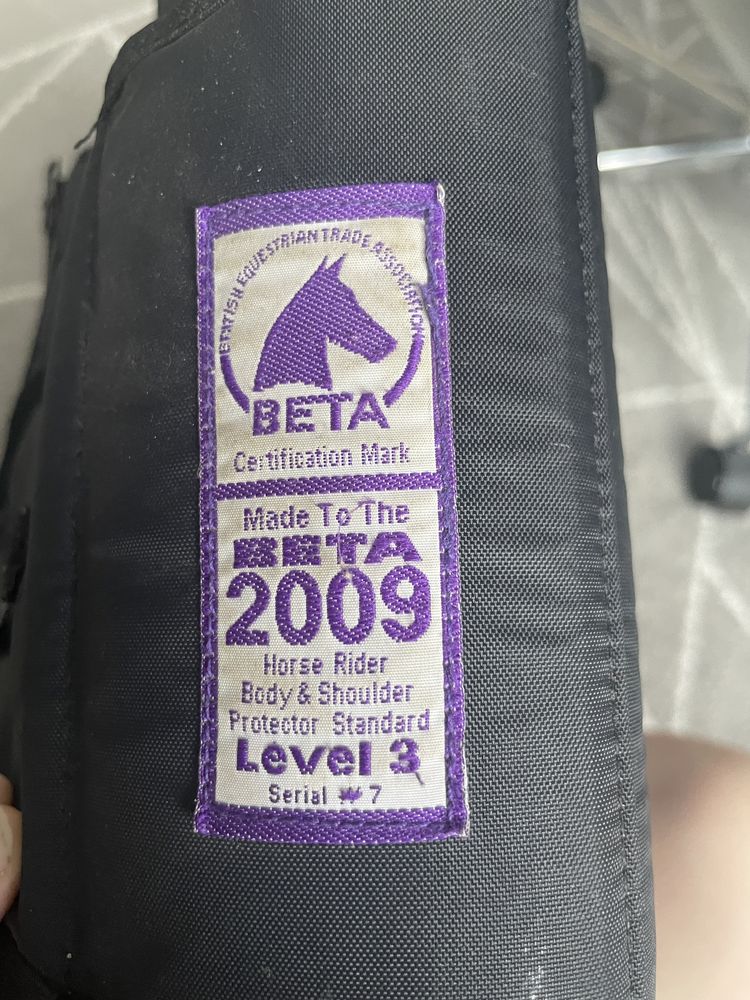 BRITISH EQUESTRIAN TRADE ASSOCIATION
BETA
Certification Mark
Made To The
BETA
2009
Horse Rider
Body & Shoulder
Protector Standard
Level 3
Serial # 7